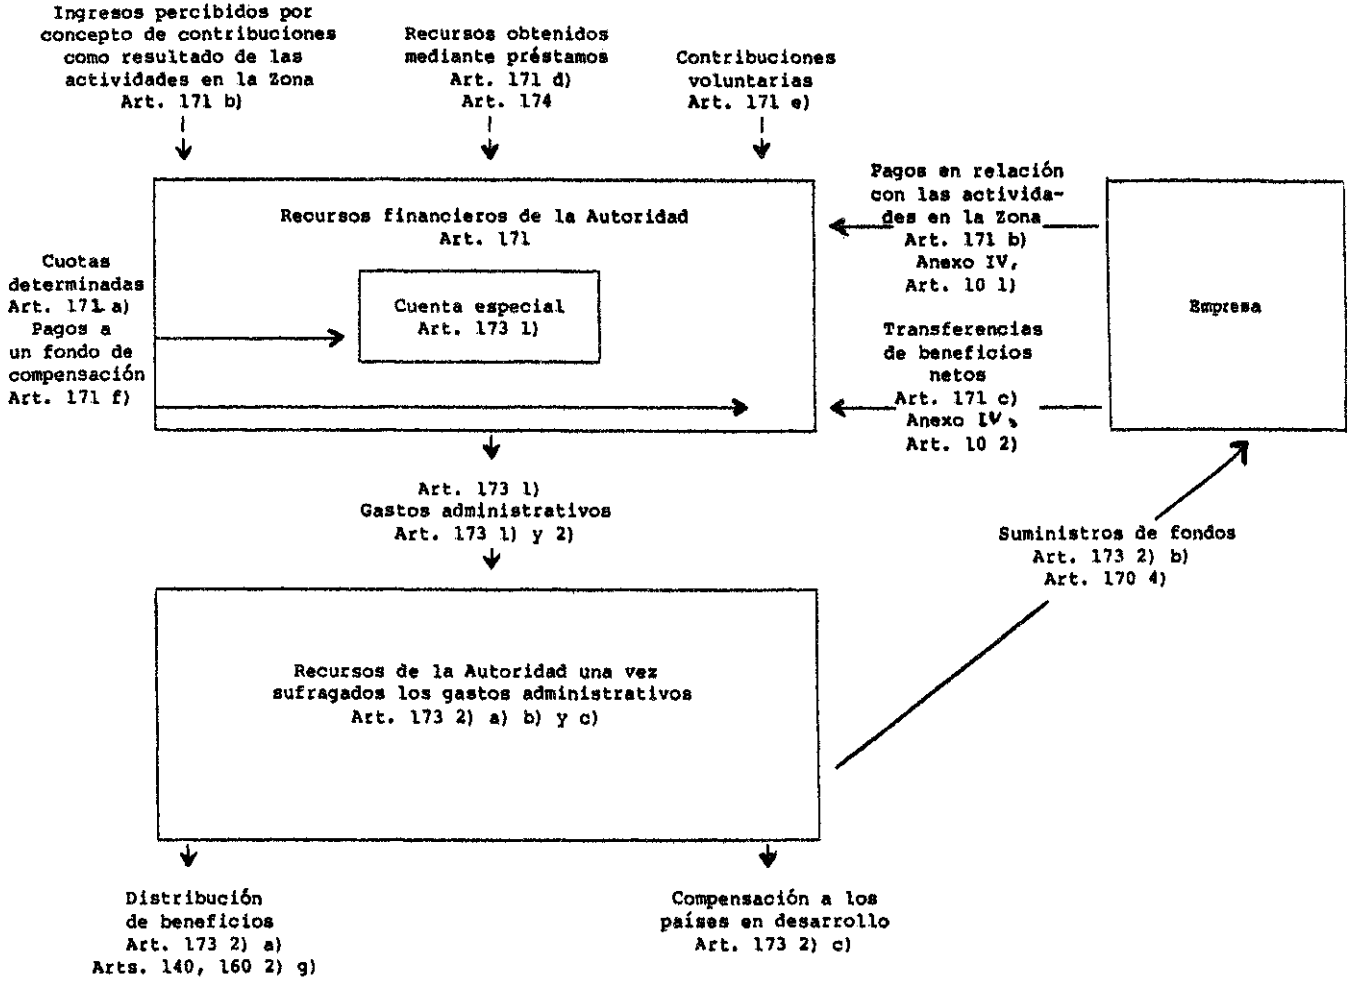 Ingresos percibidos por
concepto de contribuciones
como resultado de las
actividades en la Zona
Art. 171 b)
Recursos obtenidos
mediante préstamos
Art. 171 d)
Art. 174
Contribuciones
voluntarias
Art. 171 e)
Recursos financieros de la Autoridad
Art. 171
Cuenta especial
Art. 173 1)
Cuotas
determinadas
Art. 171 a)
Pagos a
un fondo de
compensación
Art. 171 f)
Pagos en relación
con las activida-
des en la Zona
Art. 171 b)
Anexo IV,
Art. 10 1)
Transferencias
de beneficios
netos
Art. 171 c)
Anexo IV,
Art. 10 2)
Empresa
Art. 173 1)
Gastos administrativos
Art. 173 1) y 2)
Suministros de fondos
Art. 173 2) b)
Art. 170 4)
Recursos de la Autoridad una vez
sufragados los gastos administrativos
Art. 173 2) a) b) y c)
Distribución
de beneficios
Art. 173 2) a)
Arts. 140, 160 2) g)
Compensación a los
países en desarrollo
Art. 173 2) c)